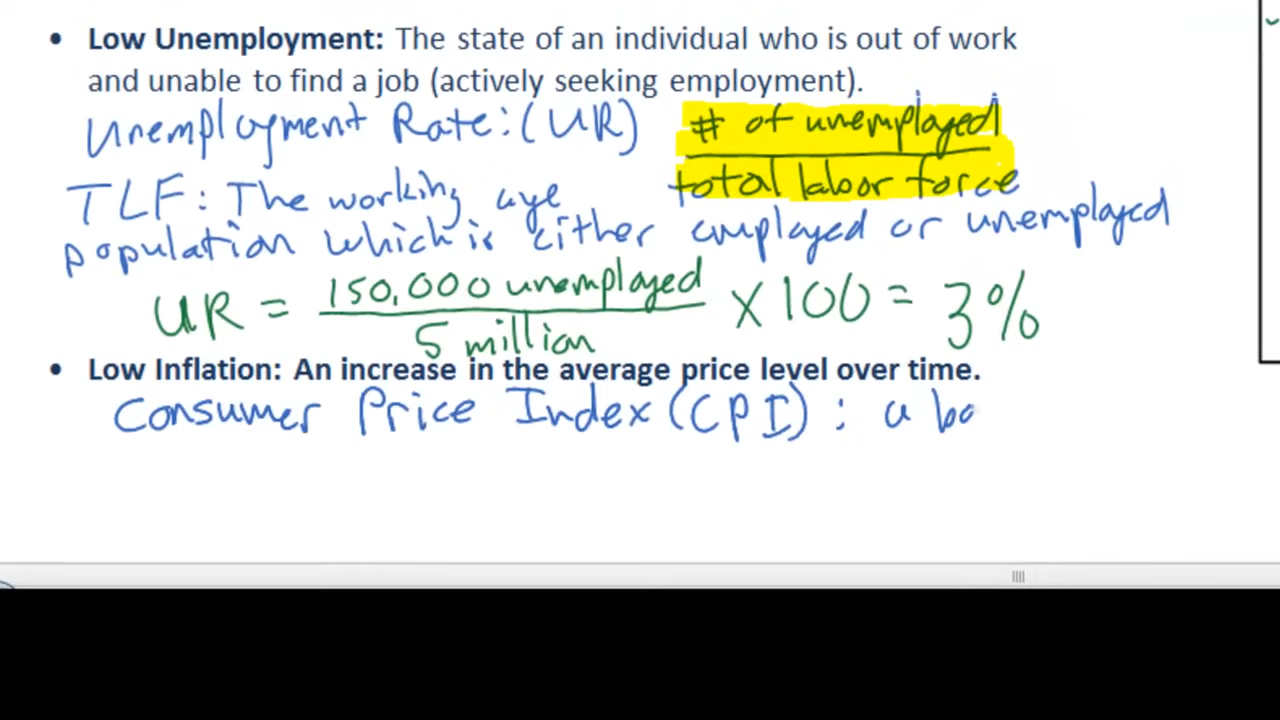 • Low Unemployment: The state of an individual who is out of work
and unable to find a job (actively seeking employment).
Unemployment Rate: (UR) # of unemployed
total labor force
TLF: The working age
population which is either employed or unemployed
UR = 150,000 unemployed × 100 = 3%
5 million
• Low Inflation: An increase in the average price level over time.
Consumer Price Index (CPI): a